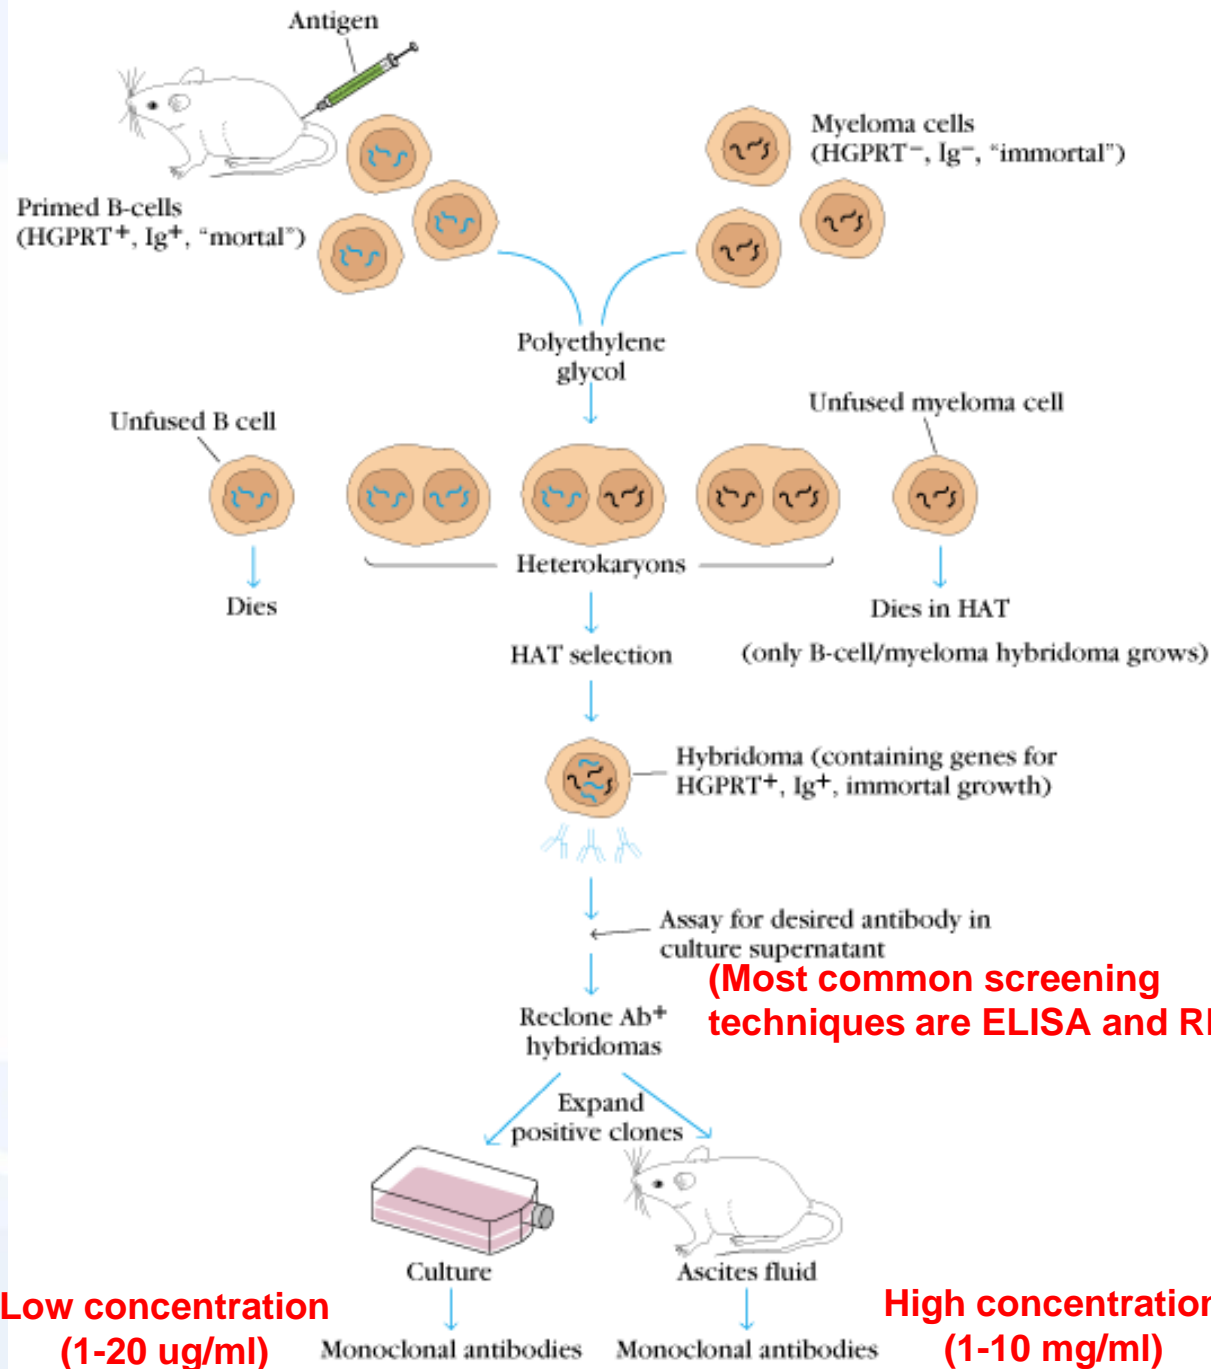 Antigen
Myeloma cells
(HGPRT⁻, Ig⁻, “immortal”)
Primed B-cells
(HGPRT⁺, Ig⁺, “mortal”)
Polyethylene
glycol
Unfused B cell
Unfused myeloma cell
Heterokaryons
Dies
Dies in HAT
HAT selection
(only B-cell/myeloma hybridoma grows)
Hybridoma (containing genes for
HGPRT⁺, Ig⁺, immortal growth)
Assay for desired antibody in
culture supernatant
(Most common screening
techniques are ELISA and
Reclone Ab⁺
hybridomas
Expand
positive clones
Culture
Ascites fluid
Low concentration
(1-20 ug/ml)
High concentration
(1-10 mg/ml)
Monoclonal antibodies
Monoclonal antibodies